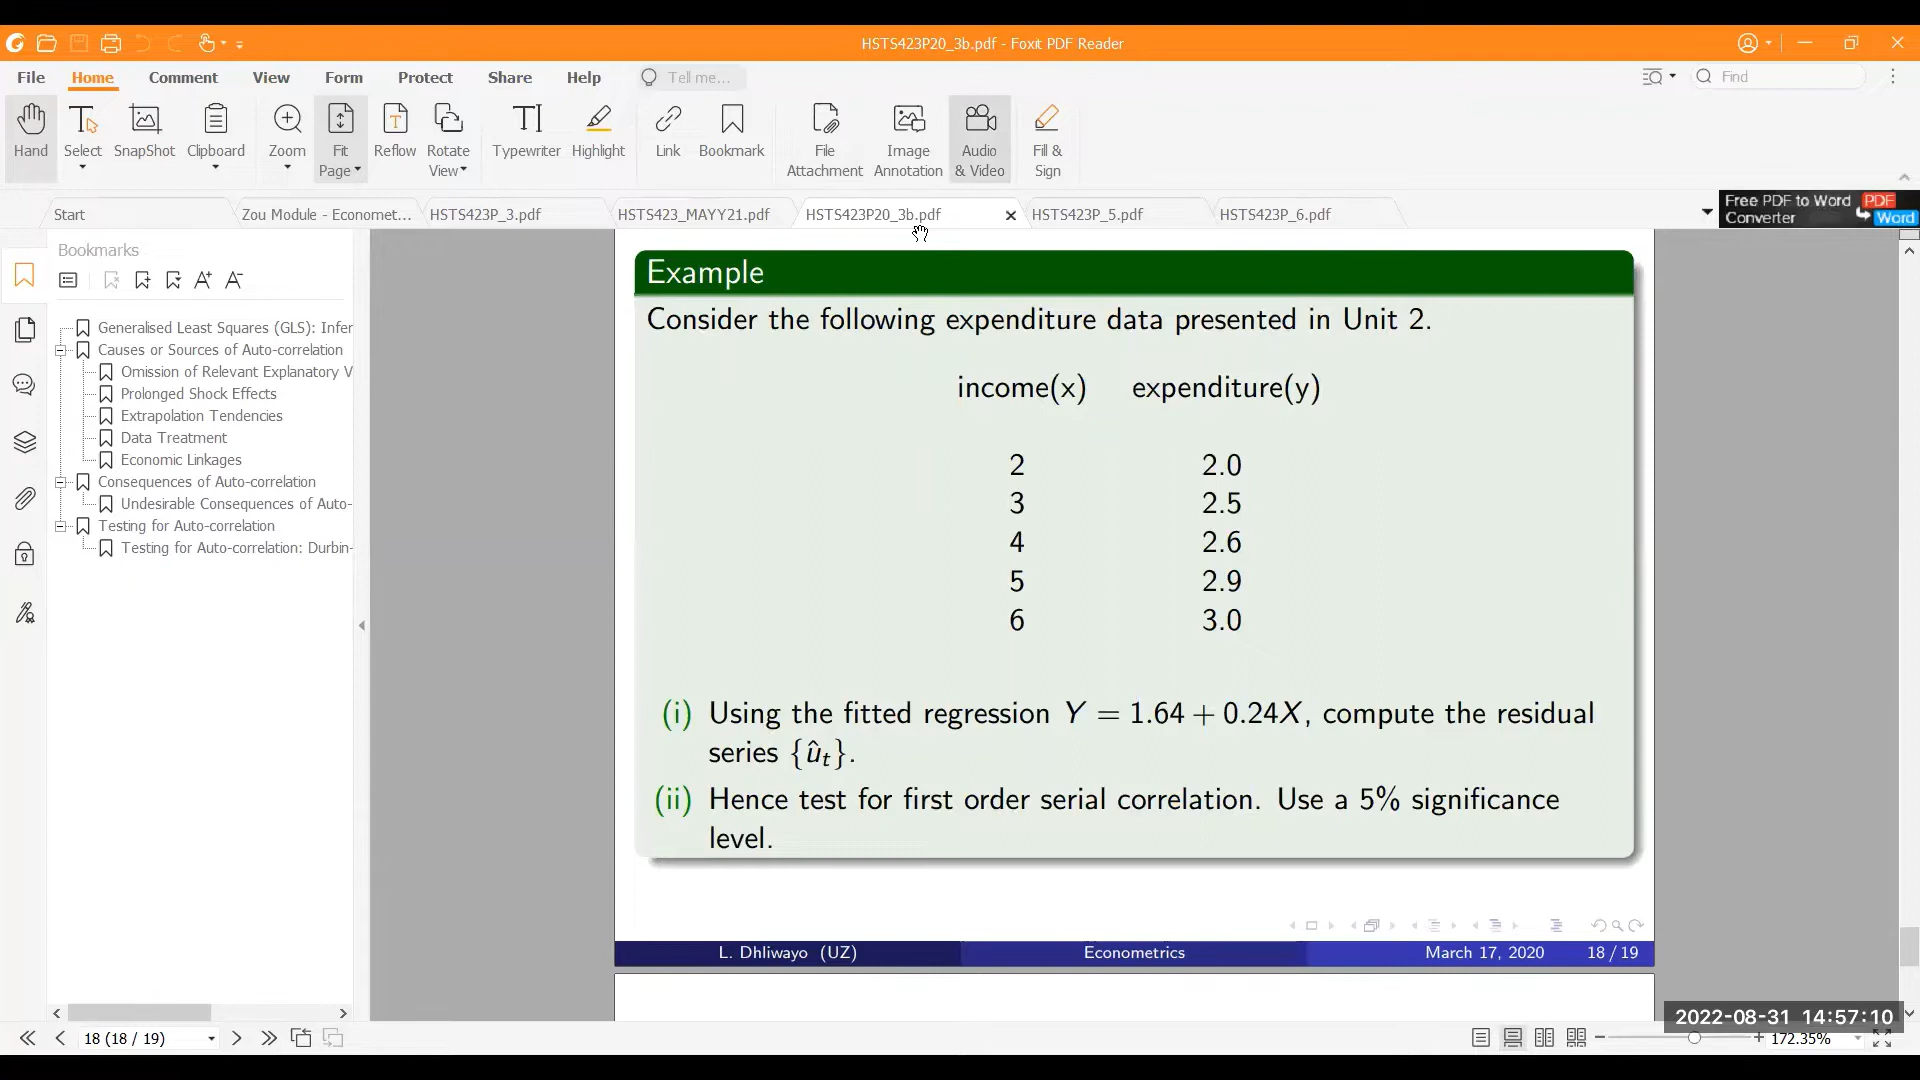 HSTS423P20_3b.pdf - Foxit PDF Reader
File Home Comment View Form Protect Share Help Tell me... Find
Hand Select SnapShot Clipboard Zoom Fit Page Reflow Rotate View Typewriter Highlight Link Bookmark File Attachment Image Annotation Audio & Video Fill & Sign
Start Zou Module - Economet... HSTS423P_3.pdf HSTS423_MAYY21.pdf HSTS423P20_3b.pdf HSTS423P_5.pdf HSTS423P_6.pdf
Free PDF to Word PDF
Converter Word
Bookmarks
Generalised Least Squares (GLS): Infer
Causes or Sources of Auto-correlation
Omission of Relevant Explanatory V
Prolonged Shock Effects
Extrapolation Tendencies
Data Treatment
Economic Linkages
Consequences of Auto-correlation
Undesirable Consequences of Auto-
Testing for Auto-correlation
Testing for Auto-correlation: Durbin-
Example
Consider the following expenditure data presented in Unit 2.
income(x) expenditure(y)
2 2.0
3 2.5
4 2.6
5 2.9
6 3.0
(i) Using the fitted regression Y = 1.64 + 0.24X, compute the residual
series {û_t}.
(ii) Hence test for first order serial correlation. Use a 5% significance
level.
L. Dhliwayo (UZ) Econometrics March 17, 2020 18 / 19
2022-08-31 14:57:10
18 (18 / 19) 172.35%